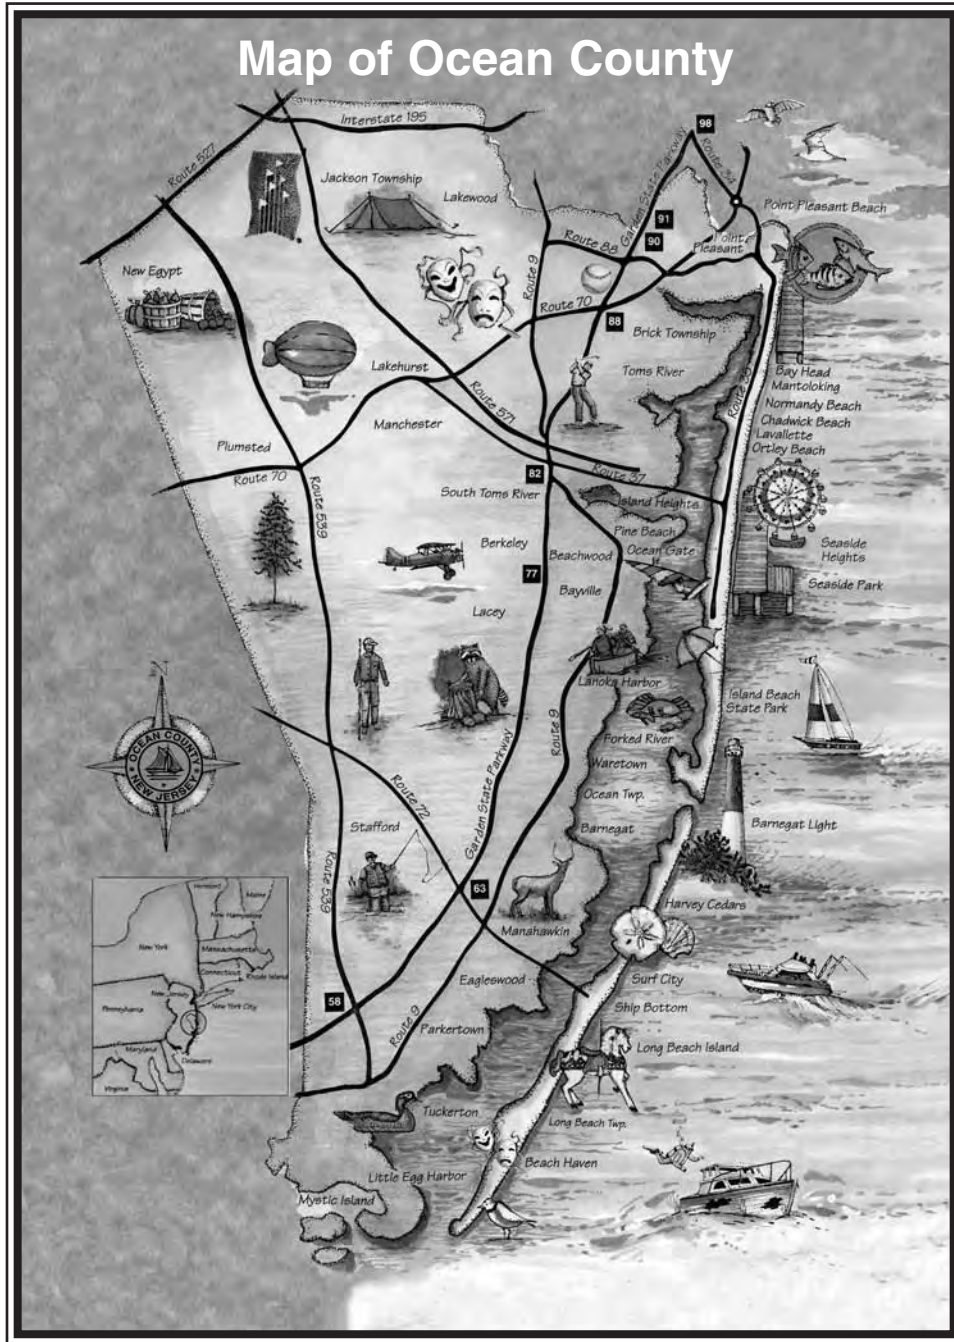 Map of Ocean County
Interstate 195
98
Route 527
Garden State Parkway
Jackson Township
Lakewood
Point Pleasant Beach
91
90
Route 88
Point
Pleasant
New Egypt
Route 9
Route 70
88
Brick Township
Lakehurst
Toms River
Bay Head
Mantoloking
Route 35
Normandy Beach
Route 571
Manchester
Chadwick Beach
Lavallette
Ortley Beach
Plumsted
Route 70
82
Route 37
Route 539
South Toms River
Island Heights
Pine Beach
Berkeley
Beachwood
Ocean Gate
Seaside
Heights
77
Bayville
Seaside Park
Lacey
Lanoka Harbor
Island Beach
State Park
N
OCEAN COUNTY
NEW JERSEY
Route 9
Forked River
Waretown
Garden State Parkway
Route 72
Ocean Twp.
Stafford
Barnegat
Barnegat Light
Route 539
63
Harvey Cedars
Manahawkin
Vermont
Maine
New Hampshire
New York
Massachusetts
Connecticut
Rhode Island
New Jersey
New York City
Pennsylvania
Maryland
Delaware
Virginia
Eagleswood
Surf City
58
Ship Bottom
Route 9
Parkertown
Long Beach Island
Tuckerton
Long Beach Twp.
Beach Haven
Little Egg Harbor
Mystic Island